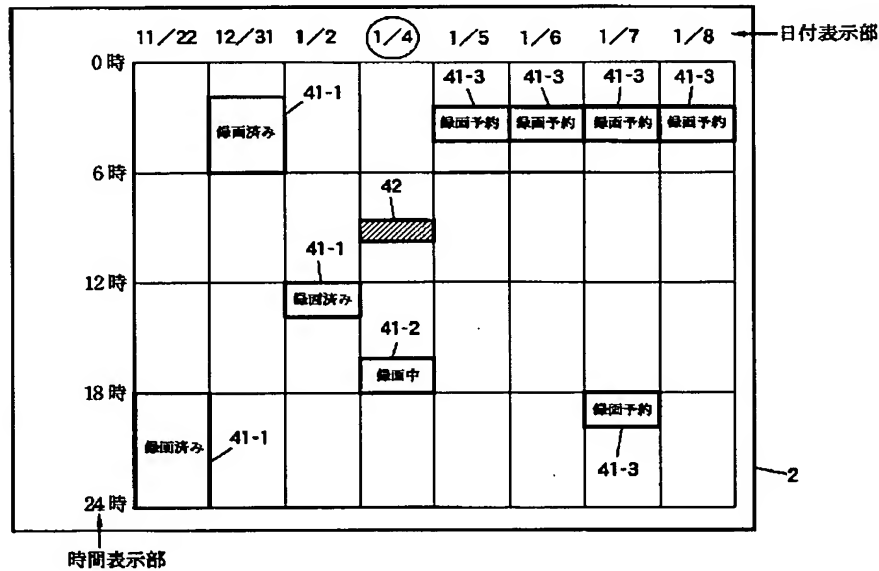 11/22 12/31 1/2 1/4 1/5 1/6 1/7 1/8 日付表示部
0時
41-3 41-3 41-3 41-3
41-1
録画済み
録画予約 録画予約 録画予約 録画予約
6時
42
41-1
12時
録画済み
41-2
録画中
18時
録画予約
録画済み
41-1
41-3
2
24時
時間表示部